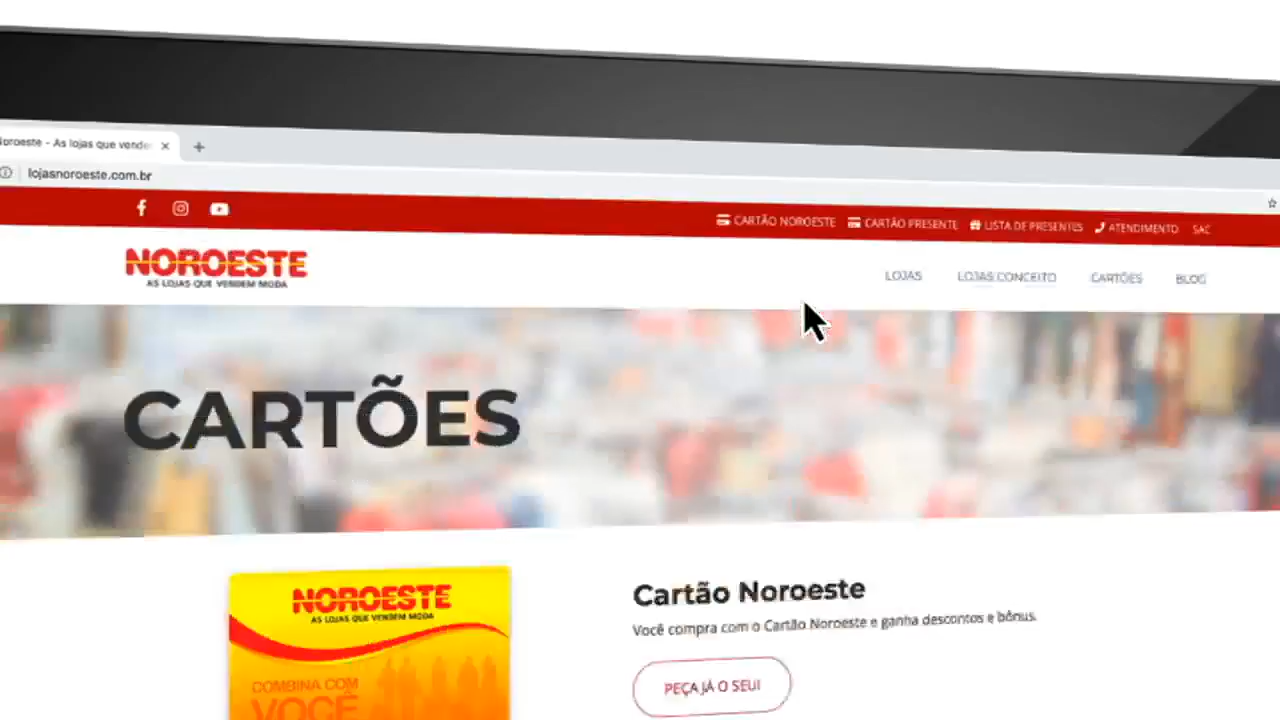 Noroeste - As lojas que vende
lojasnoroeste.com.br
CARTÃO NOROESTE CARTÃO PRESENTE LISTA DE PRESENTES ATENDIMENTO SAC
NOROESTE
AS LOJAS QUE VENDEM MODA
LOJAS LOJAS CONCEITO CARTÕES BLOG
CARTÕES
NOROESTE
AS LOJAS QUE VENDEM MODA
COMBINA COM
VOCÊ
Cartão Noroeste
Você compra com o Cartão Noroeste e ganha descontos e bônus.
PEÇA JÁ O SEU!